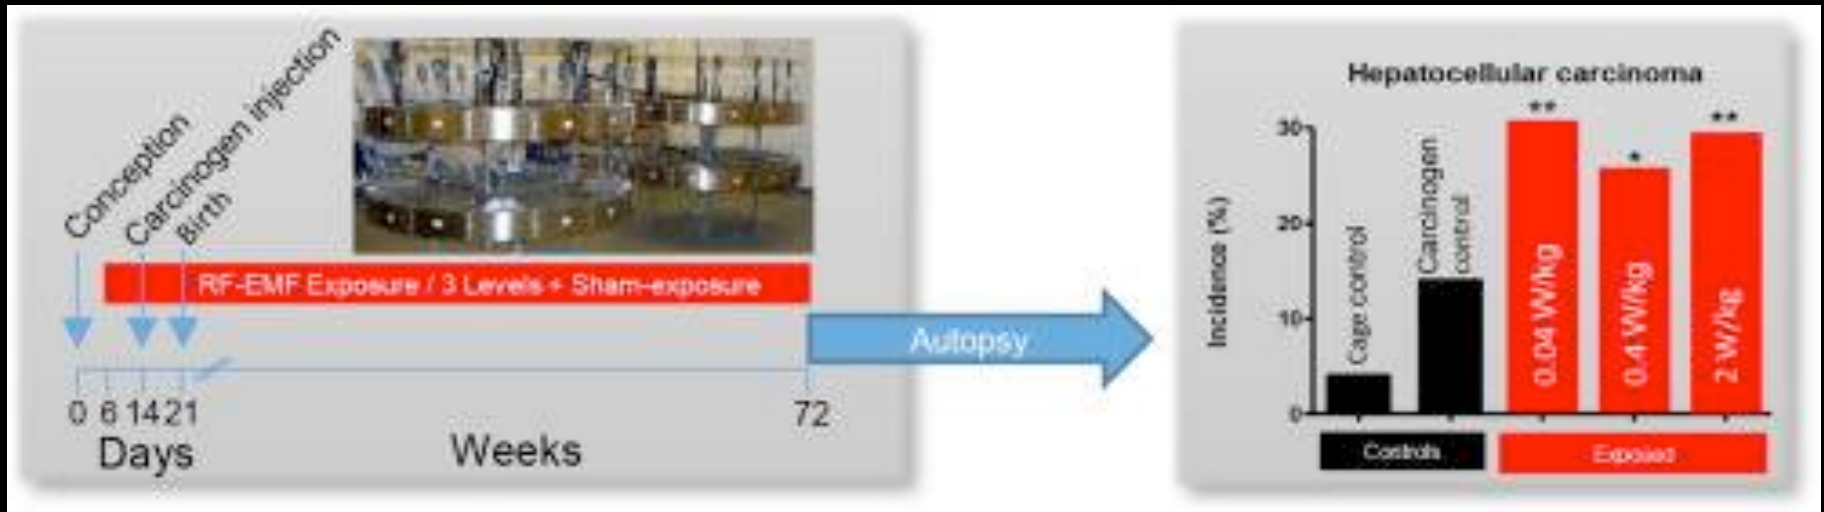 Conception
Carcinogen injection
Birth
RF-EMF Exposure / 3 Levels + Sham-exposure
0 6 14 21
72
Days
Weeks
Autopsy
Hepatocellular carcinoma
Incidence (%)
30
20
10
0
Cage control
Carcinogen
control
**
0.04 W/kg
*
0.4 W/kg
**
2 W/kg
Controls
Exposed